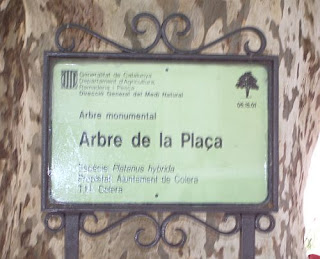 Generalitat de Catalunya
Departament d'Agricultura,
Ramaderia i Pesca
Direcció General del Medi Natural
Arbre monumental
Arbre de la Plaça
Espècie: Platanus hybrida
Propietat: Ajuntament de Colera
T.M. Colera